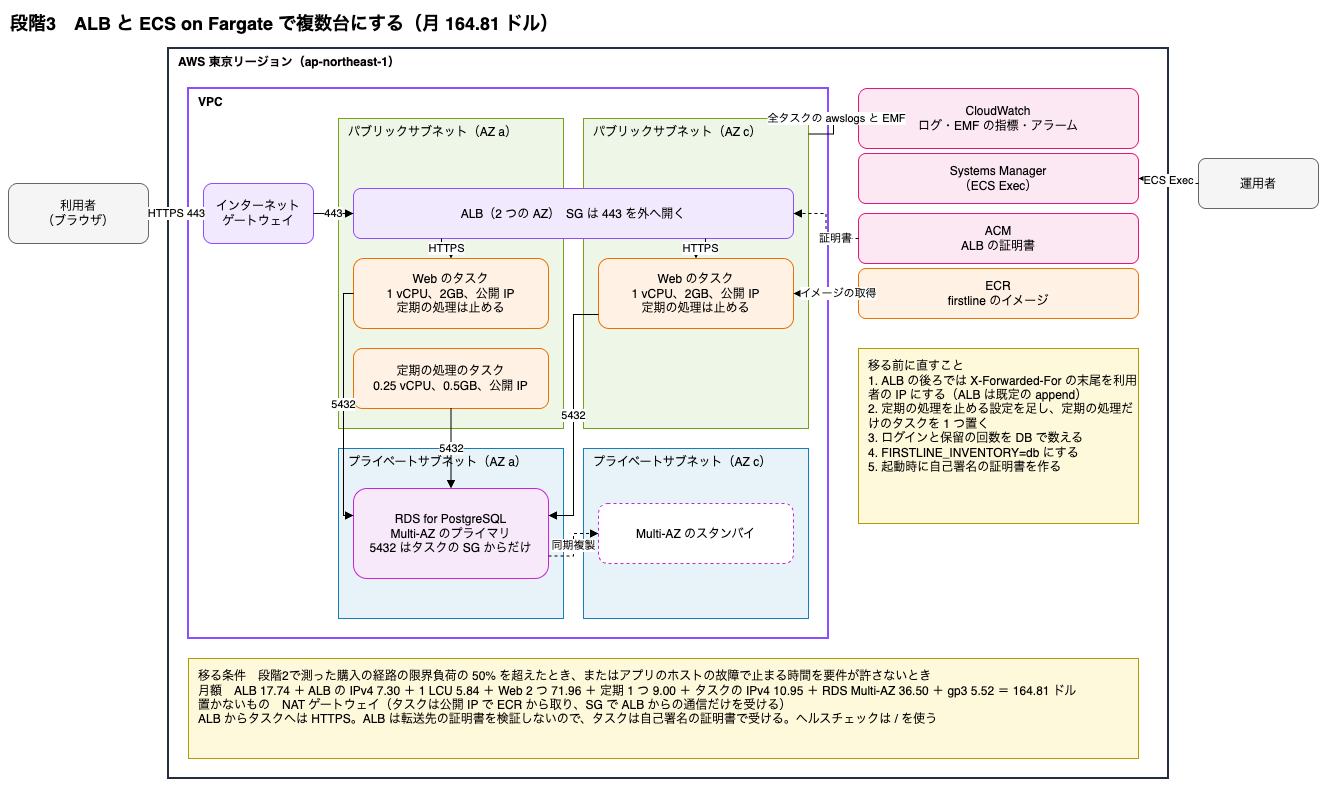 段階3　ALB と ECS on Fargate で複数台にする（月 164.81 ドル）
AWS 東京リージョン（ap-northeast-1）
VPC
パブリックサブネット（AZ a）
パブリックサブネット（AZ c）
全タスクの awslogs と EMF
CloudWatch
ログ・EMF の指標・アラーム
Systems Manager
（ECS Exec）
ECS Exec
運用者
利用者
（ブラウザ）
HTTPS 443
インターネット
ゲートウェイ
443
ALB（2 つの AZ）　SG は 443 を外へ開く
証明書
ACM
ALB の証明書
HTTPS
HTTPS
Web のタスク
1 vCPU、2GB、公開 IP
定期の処理は止める
Web のタスク
1 vCPU、2GB、公開 IP
定期の処理は止める
イメージの取得
ECR
firstline のイメージ
定期の処理のタスク
0.25 vCPU、0.5GB、公開 IP
5432
5432
5432
移る前に直すこと
1. ALB の後ろでは X-Forwarded-For の末尾を利用
者の IP にする（ALB は既定の append）
2. 定期の処理を止める設定を足し、定期の処理だ
けのタスクを 1 つ置く
3. ログインと保留の回数を DB で数える
4. FIRSTLINE_INVENTORY=db にする
5. 起動時に自己署名の証明書を作る
プライベートサブネット（AZ a）
プライベートサブネット（AZ c）
RDS for PostgreSQL
Multi-AZ のプライマリ
5432 はタスクの SG からだけ
同期複製
Multi-AZ のスタンバイ
移る条件　段階2で測った購入の経路の限界負荷の 50% を超えたとき、またはアプリのホストの故障で止まる時間を要件が許さないとき
月額　ALB 17.74 + ALB の IPv4 7.30 + 1 LCU 5.84 + Web 2 つ 71.96 + 定期 1 つ 9.00 + タスクの IPv4 10.95 + RDS Multi-AZ 36.50 + gp3 5.52 = 164.81 ドル
置かないもの　NAT ゲートウェイ（タスクは公開 IP で ECR から取り、SG で ALB からの通信だけを受ける）
ALB からタスクへは HTTPS。ALB は転送先の証明書を検証しないので、タスクは自己署名の証明書で受ける。ヘルスチェックは / を使う